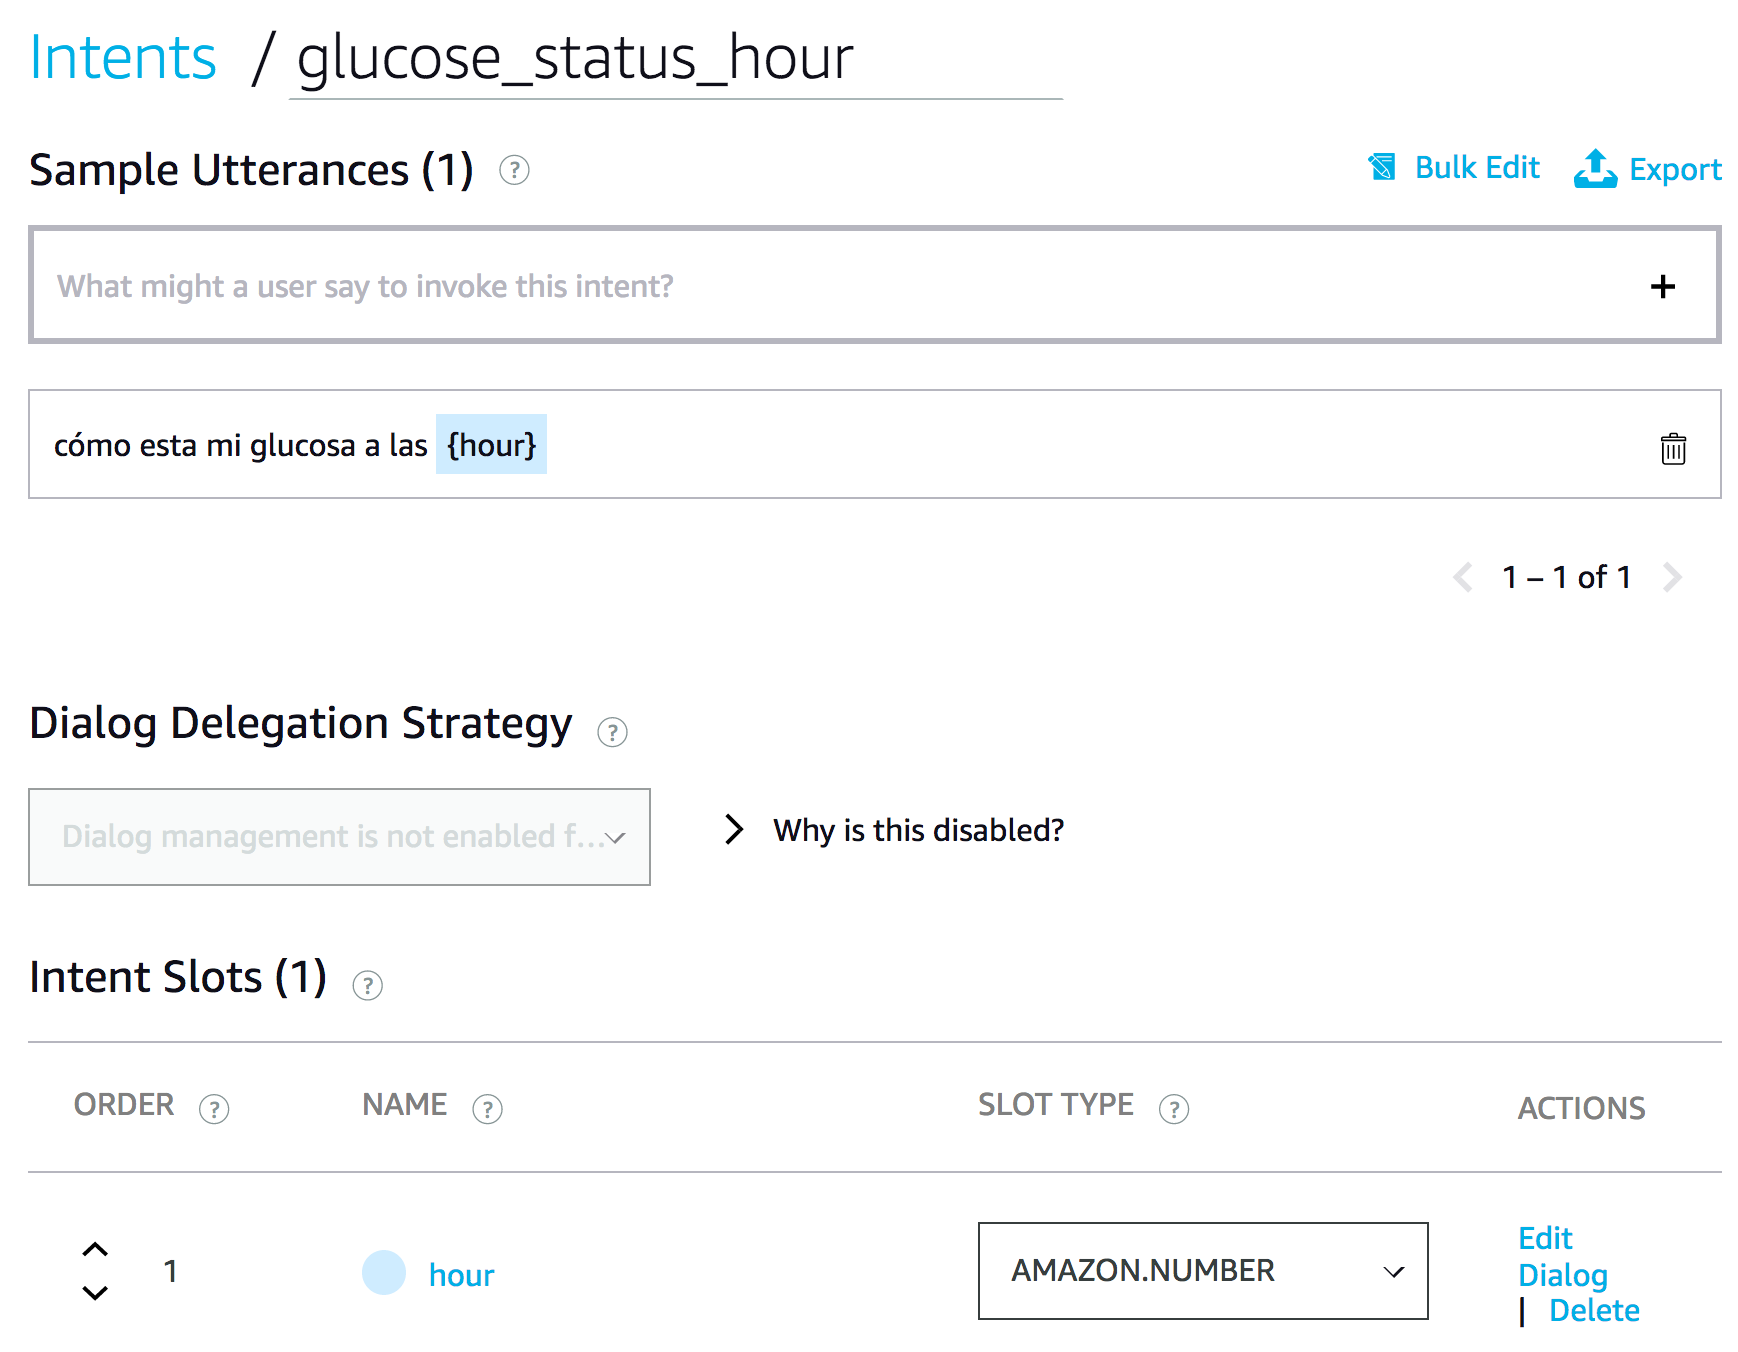 Intents / glucose_status_hour
Sample Utterances (1) ?
Bulk Edit Export
What might a user say to invoke this intent? +
cómo esta mi glucosa a las {hour}
1 – 1 of 1
Dialog Delegation Strategy ?
Dialog management is not enabled f...
Why is this disabled?
Intent Slots (1) ?
ORDER ? NAME ? SLOT TYPE ? ACTIONS
1 hour AMAZON.NUMBER
Edit
Dialog
| Delete